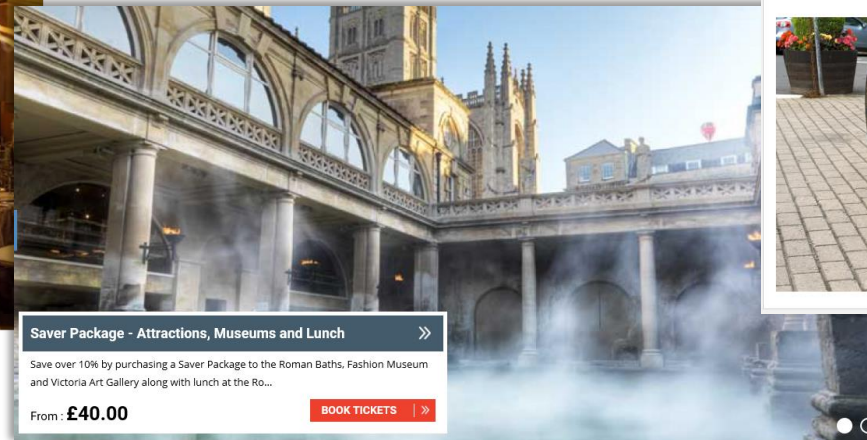 Saver Package - Attractions, Museums and Lunch
Save over 10% by purchasing a Saver Package to the Roman Baths, Fashion Museum
and Victoria Art Gallery along with lunch at the Ro...
From : £40.00
BOOK TICKETS